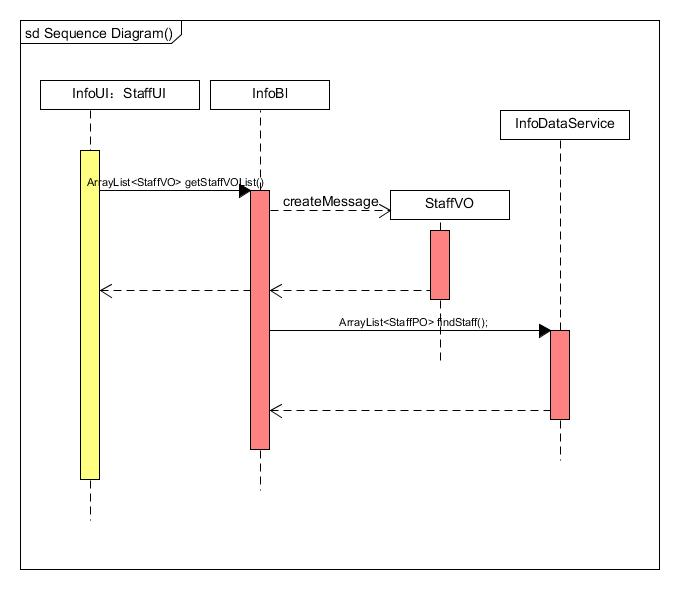 sd Sequence Diagram()
InfoUI：StaffUI
InfoBl
InfoDataService
ArrayList<StaffVO> getStaffVOList()
createMessage
StaffVO
ArrayList<StaffPO> findStaff();